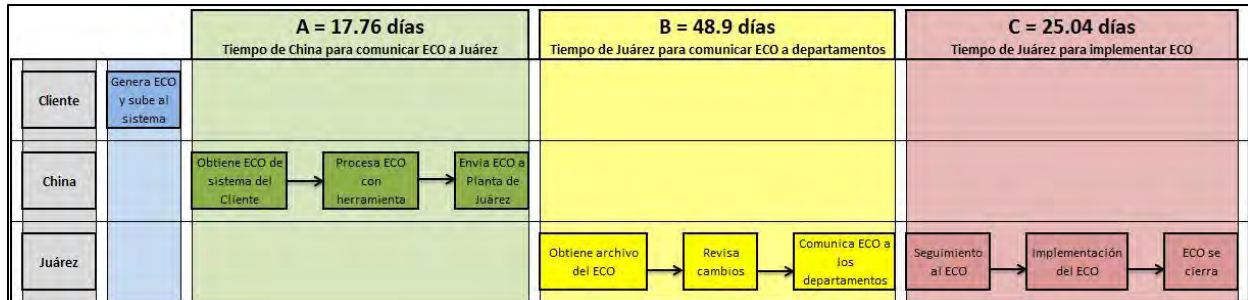 A = 17.76 días
Tiempo de China para comunicar ECO a Juárez
B = 48.9 días
Tiempo de Juárez para comunicar ECO a departamentos
C = 25.04 días
Tiempo de Juárez para implementar ECO
Cliente
Genera ECO
y sube al
sistema
China
Obtiene ECO de
sistema del
Cliente
Procesa ECO
con
herramienta
Envia ECO a
Planta de
Juárez
Juárez
Obtiene archivo
del ECO
Revisa
cambios
Comunica ECO a
los
departamentos
Seguimiento
al ECO
Implementación
del ECO
ECO se
cierra